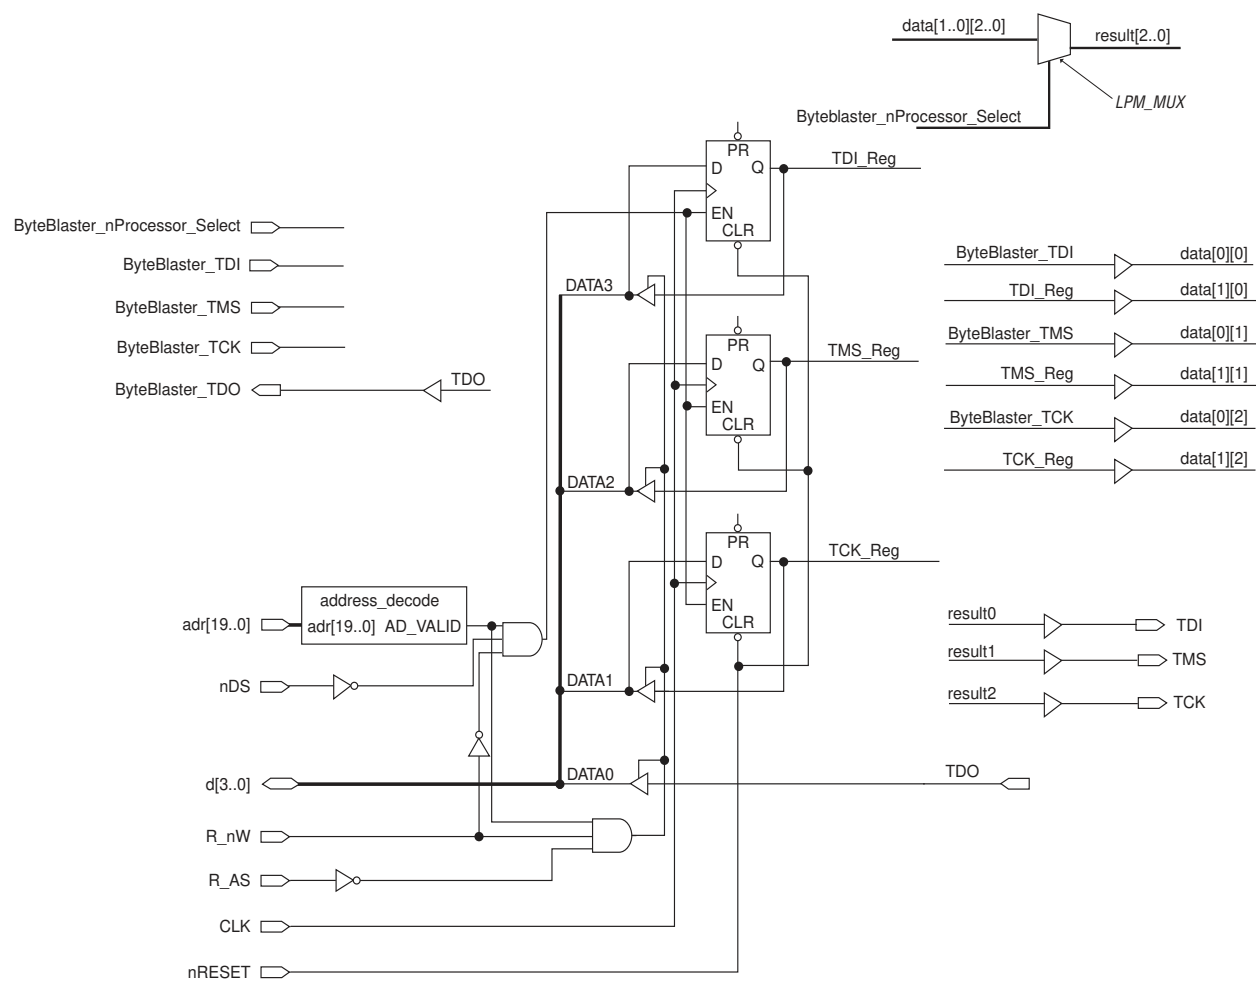 data[1..0][2..0]
result[2..0]
LPM_MUX
Byteblaster_nProcessor_Select
PR
D
Q
TDI_Reg
EN
CLR
ByteBlaster_nProcessor_Select
ByteBlaster_TDI
ByteBlaster_TMS
ByteBlaster_TCK
ByteBlaster_TDO
TDO
DATA3
PR
D
Q
TMS_Reg
EN
CLR
DATA2
PR
D
Q
TCK_Reg
EN
CLR
DATA1
ByteBlaster_TDI
data[0][0]
TDI_Reg
data[1][0]
ByteBlaster_TMS
data[0][1]
TMS_Reg
data[1][1]
ByteBlaster_TCK
data[0][2]
TCK_Reg
data[1][2]
address_decode
adr[19..0]
adr[19..0] AD_VALID
nDS
result0
TDI
result1
TMS
result2
TCK
d[3..0]
DATA0
TDO
R_nW
R_AS
CLK
nRESET